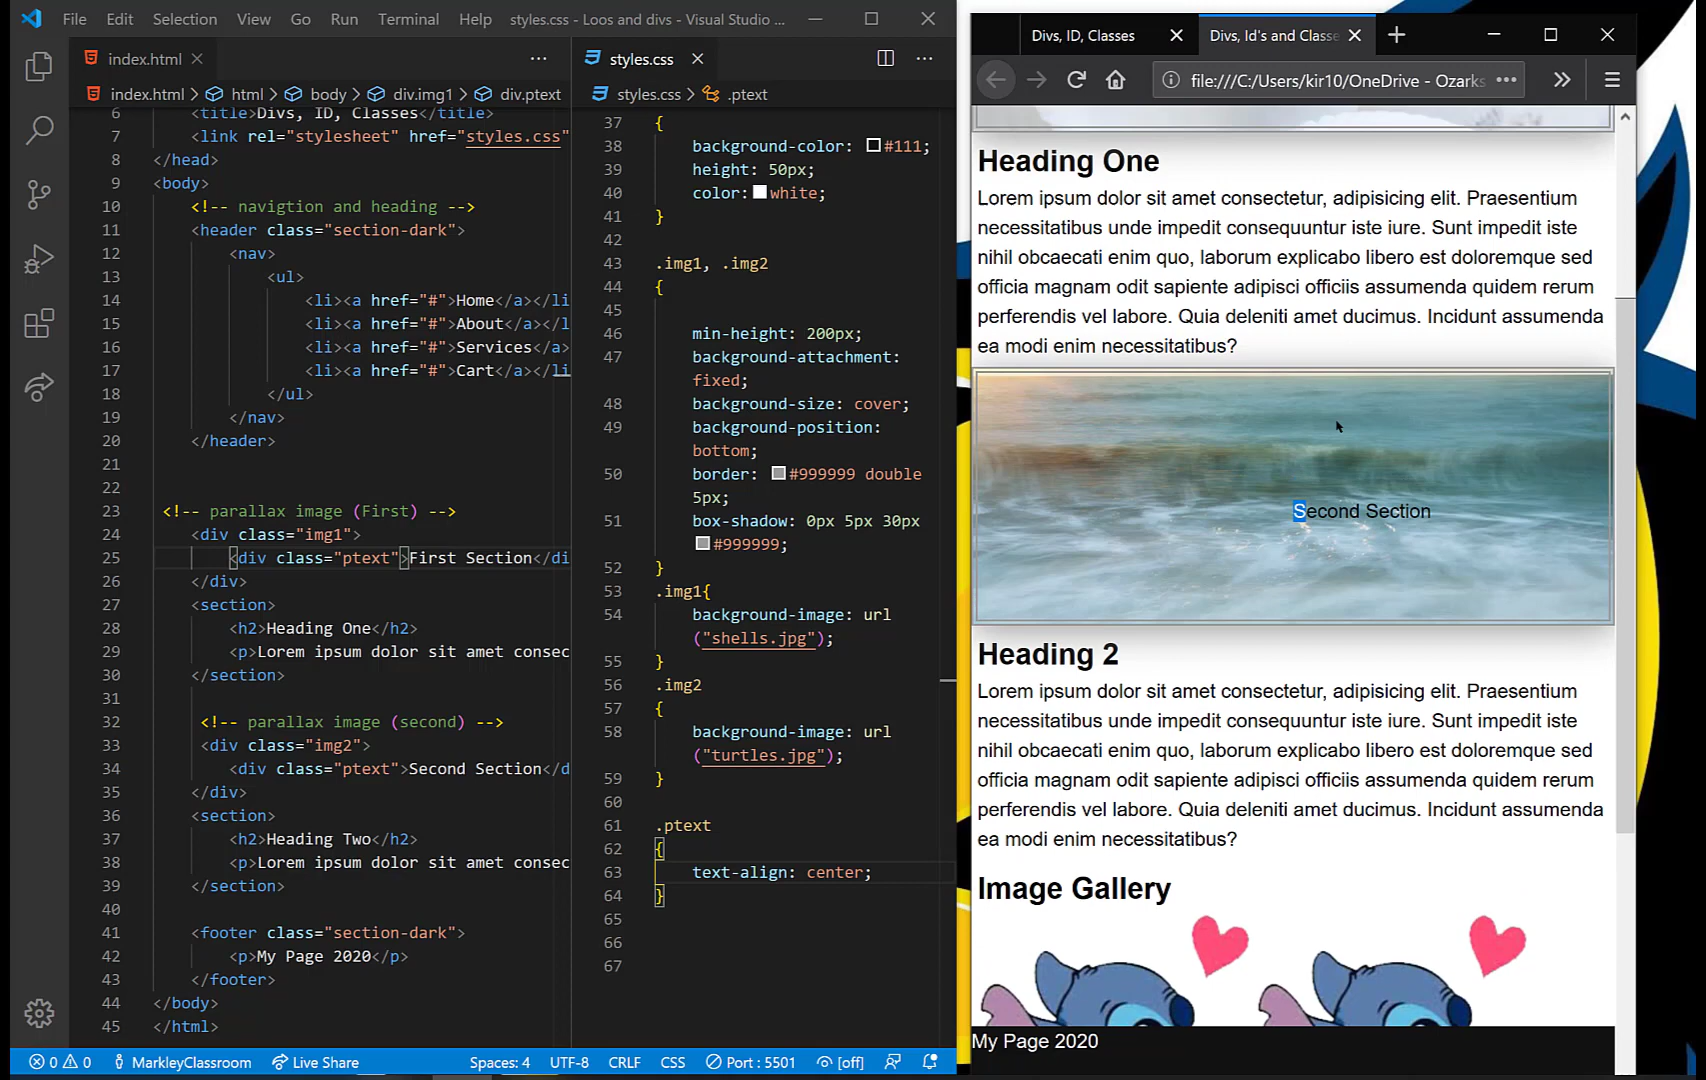 File Edit Selection View Go Run Terminal Help styles.css - Loos and divs - Visual Studio ...
index.html
styles.css
index.html > html > body > div.img1 > div.ptext
styles.css > .ptext
6 <title>Divs, ID, Classes</title>
7 <link rel="stylesheet" href="styles.css"
8 </head>
9 <body>
10 <!-- navigtion and heading -->
11 <header class="section-dark">
12 <nav>
13 <ul>
14 <li><a href="#">Home</a></li
15 <li><a href="#">About</a></l
16 <li><a href="#">Services</a>
17 <li><a href="#">Cart</a></li
18 </ul>
19 </nav>
20 </header>
21
22
23 <!-- parallax image (First) -->
24 <div class="img1">
25 <div class="ptext">First Section</di
26 </div>
27 <section>
28 <h2>Heading One</h2>
29 <p>Lorem ipsum dolor sit amet consec
30 </section>
31
32 <!-- parallax image (second) -->
33 <div class="img2">
34 <div class="ptext">Second Section</d
35 </div>
36 <section>
37 <h2>Heading Two</h2>
38 <p>Lorem ipsum dolor sit amet consec
39 </section>
40
41 <footer class="section-dark">
42 <p>My Page 2020</p>
43 </footer>
44 </body>
45 </html>
37 {
38 background-color: #111;
39 height: 50px;
40 color: white;
41 }
42
43 .img1, .img2
44 {
45
46 min-height: 200px;
47 background-attachment:
fixed;
48 background-size: cover;
49 background-position:
bottom;
50 border: #999999 double
5px;
51 box-shadow: 0px 5px 30px
#999999;
52 }
53 .img1{
54 background-image: url
("shells.jpg");
55 }
56 .img2
57 {
58 background-image: url
("turtles.jpg");
59 }
60
61 .ptext
62 {
63 text-align: center;
64 }
65
66
67
0 0 MarkleyClassroom Live Share Spaces: 4 UTF-8 CRLF CSS Port : 5501 [off]
Divs, ID, Classes
Divs, Id's and Classe
file:///C:/Users/kir10/OneDrive - Ozarks
Heading One
Lorem ipsum dolor sit amet consectetur, adipisicing elit. Praesentium
necessitatibus unde impedit consequuntur iste iure. Sunt impedit iste
nihil obcaecati enim quo, laborum explicabo libero est doloremque sed
officia magnam odit sapiente adipisci officiis assumenda quidem rerum
perferendis vel labore. Quia deleniti amet ducimus. Incidunt assumenda
ea modi enim necessitatibus?
Second Section
Heading 2
Lorem ipsum dolor sit amet consectetur, adipisicing elit. Praesentium
necessitatibus unde impedit consequuntur iste iure. Sunt impedit iste
nihil obcaecati enim quo, laborum explicabo libero est doloremque sed
officia magnam odit sapiente adipisci officiis assumenda quidem rerum
perferendis vel labore. Quia deleniti amet ducimus. Incidunt assumenda
ea modi enim necessitatibus?
Image Gallery
My Page 2020